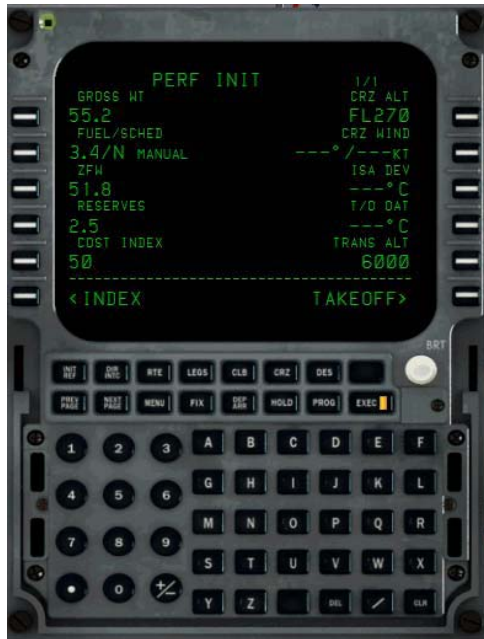 PERF INIT 1/1
GROSS WT CRZ ALT
55.2 FL270
FUEL/SCHED CRZ WIND
3.4/N MANUAL ---°/---KT
ZFW ISA DEV
51.8 ---°C
RESERVES T/O OAT
2.5 ---°C
COST INDEX TRANS ALT
50 6000
--------------------------------
<INDEX TAKEOFF>
BRT
INIT REF DIR INTC RTE LEGS CLB CRZ DES
PREV PAGE NEXT PAGE MENU FIX DEP ARR HOLD PROG EXEC
1 2 3 A B C D E F
4 5 6 G H I J K L
7 8 9 M N O P Q R
. 0 +/- S T U V W X
Y Z DEL / CLR